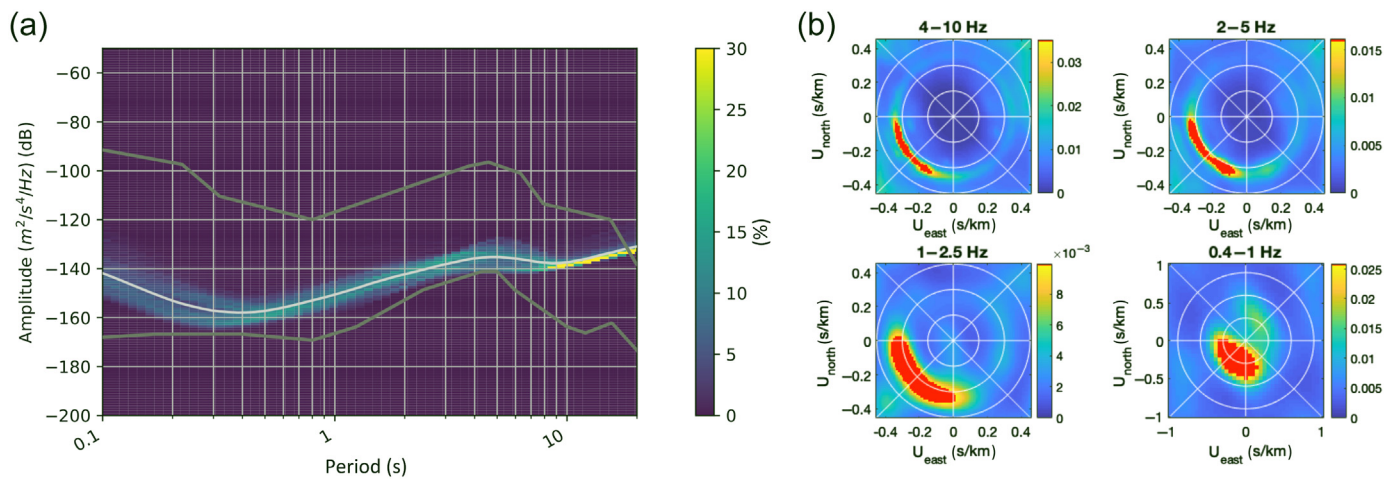 (a)
−60
−80
−100
−120
−140
−160
−180
−200
Amplitude (m²/s⁴/Hz) (dB)
0.1
1
10
Period (s)
30
25
20
15
10
5
0
(%)
(b)
4−10 Hz
0.4
0.2
0
−0.2
−0.4
U_north (s/km)
−0.4 −0.2 0 0.2 0.4
U_east (s/km)
0.03
0.02
0.01
0
2−5 Hz
0.4
0.2
0
−0.2
−0.4
U_north (s/km)
−0.4 −0.2 0 0.2 0.4
U_east (s/km)
0.015
0.01
0.005
0
1−2.5 Hz
×10⁻³
0.4
0.2
0
−0.2
−0.4
U_north (s/km)
−0.4 −0.2 0 0.2 0.4
U_east (s/km)
8
6
4
2
0
0.4−1 Hz
1
0.5
0
−0.5
−1
U_north (s/km)
−1 0 1
U_east (s/km)
0.025
0.02
0.015
0.01
0.005
0